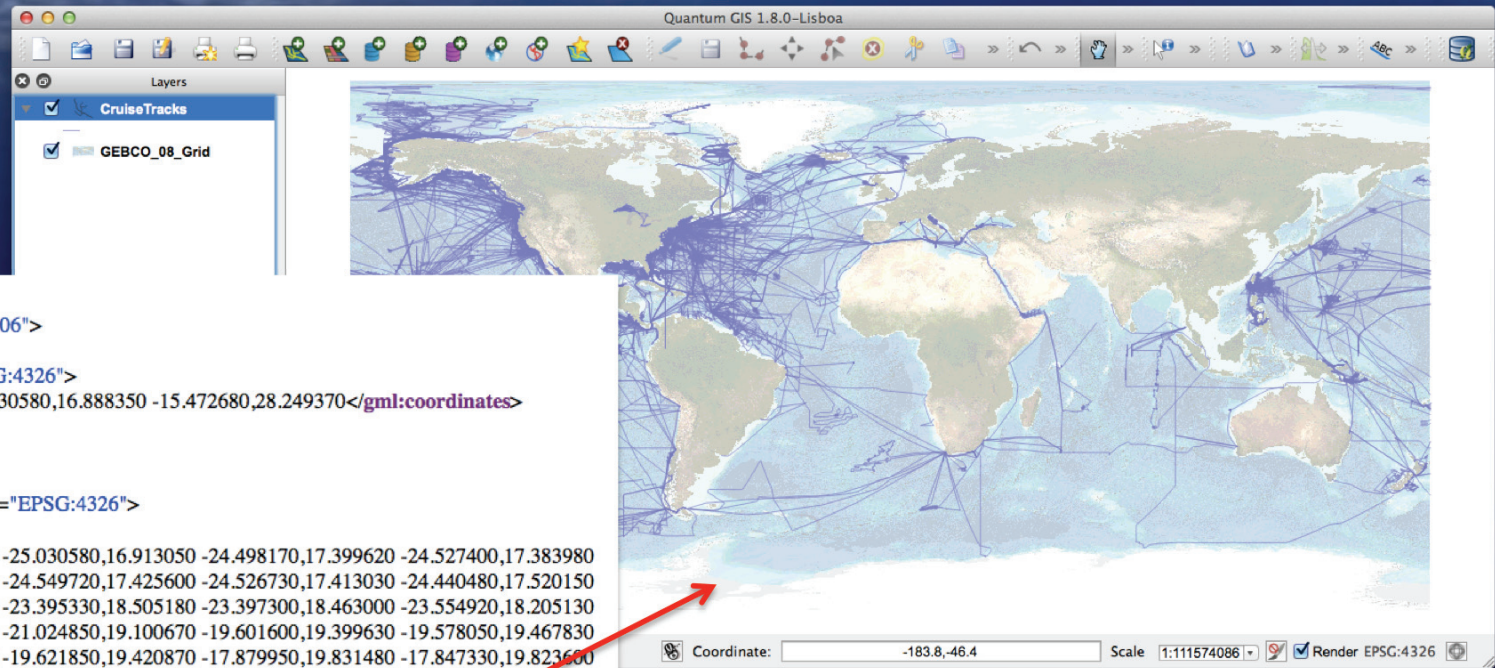 Quantum GIS 1.8.0-Lisboa
ABC
Layers
CruiseTracks
GEBCO_08_Grid
06">
G:4326">
30580,16.888350 -15.472680,28.249370</gml:coordinates>
="EPSG:4326">
-25.030580,16.913050 -24.498170,17.399620 -24.527400,17.383980
-24.549720,17.425600 -24.526730,17.413030 -24.440480,17.520150
-23.395330,18.505180 -23.397300,18.463000 -23.554920,18.205130
-21.024850,19.100670 -19.601600,19.399630 -19.578050,19.467830
-19.621850,19.420870 -17.879950,19.831480 -17.847330,19.823600
Coordinate: -183.8,-46.4 Scale 1:111574086 Render EPSG:4326